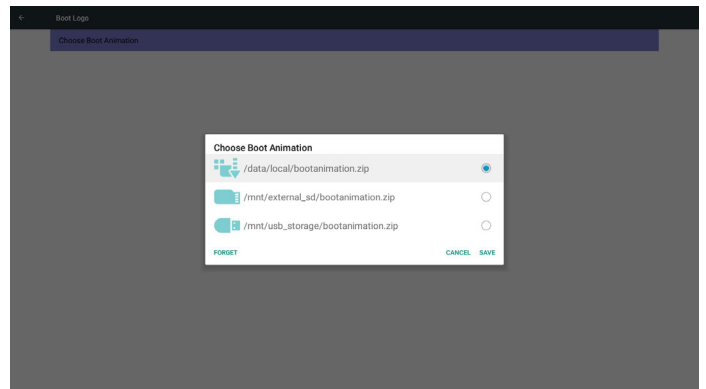 Boot Logo
Choose Boot Animation
Choose Boot Animation
/data/local/bootanimation.zip
/mnt/external_sd/bootanimation.zip
/mnt/usb_storage/bootanimation.zip
FORGET CANCEL SAVE